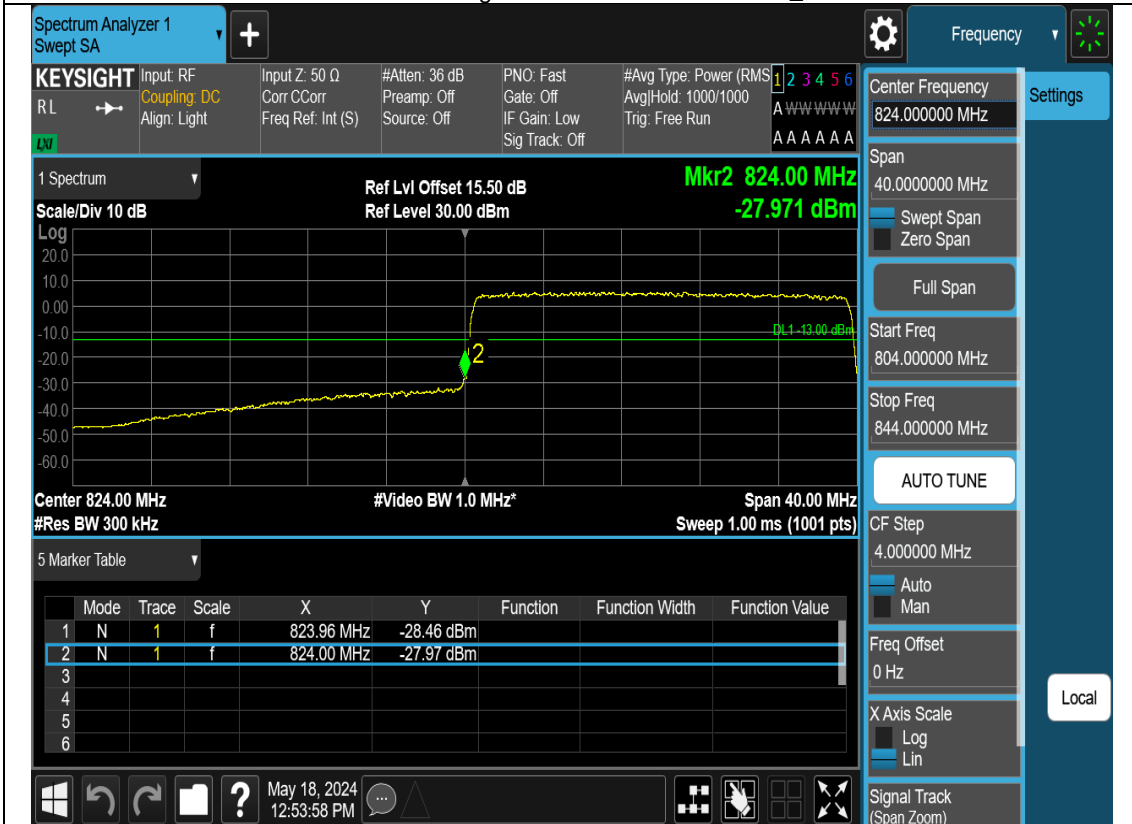 Spectrum Analyzer 1
Swept SA
+
Frequency
KEYSIGHT
R L
LXI
Input: RF
Coupling: DC
Align: Light
Input Z: 50 Ω
Corr CCorr
Freq Ref: Int (S)
#Atten: 36 dB
Preamp: Off
Source: Off
PNO: Fast
Gate: Off
IF Gain: Low
Sig Track: Off
#Avg Type: Power (RMS
Avg|Hold: 1000/1000
Trig: Free Run
1 2 3 4 5 6
A W W W W W
A A A A A A
1 Spectrum
Scale/Div 10 dB
Ref Lvl Offset 15.50 dB
Ref Level 30.00 dBm
Mkr2 824.00 MHz
-27.971 dBm
Log
20.0
10.0
0.00
-10.0
-20.0
-30.0
-40.0
-50.0
-60.0
DL1 -13.00 dBm
2
Center 824.00 MHz
#Res BW 300 kHz
#Video BW 1.0 MHz*
Span 40.00 MHz
Sweep 1.00 ms (1001 pts)
5 Marker Table
Mode Trace Scale X Y Function Function Width Function Value
1 N 1 f 823.96 MHz -28.46 dBm
2 N 1 f 824.00 MHz -27.97 dBm
3
4
5
6
?
May 18, 2024
12:53:58 PM
Center Frequency
824.000000 MHz
Settings
Span
40.0000000 MHz
Swept Span
Zero Span
Full Span
Start Freq
804.000000 MHz
Stop Freq
844.000000 MHz
AUTO TUNE
CF Step
4.000000 MHz
Auto
Man
Freq Offset
0 Hz
Local
X Axis Scale
Log
Lin
Signal Track
(Span Zoom)